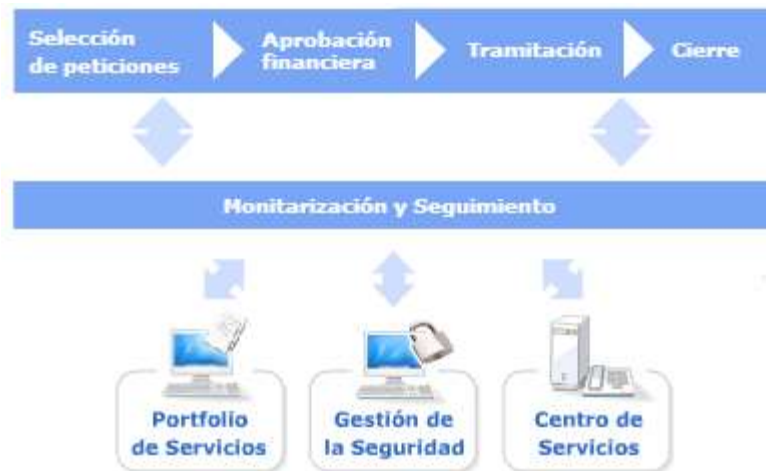 Selección
de peticiones
Aprobación
financiera
Tramitación
Cierre
Monitarización y Seguimiento
Portfolio
de Servicios
Gestión de
la Seguridad
Centro de
Servicios